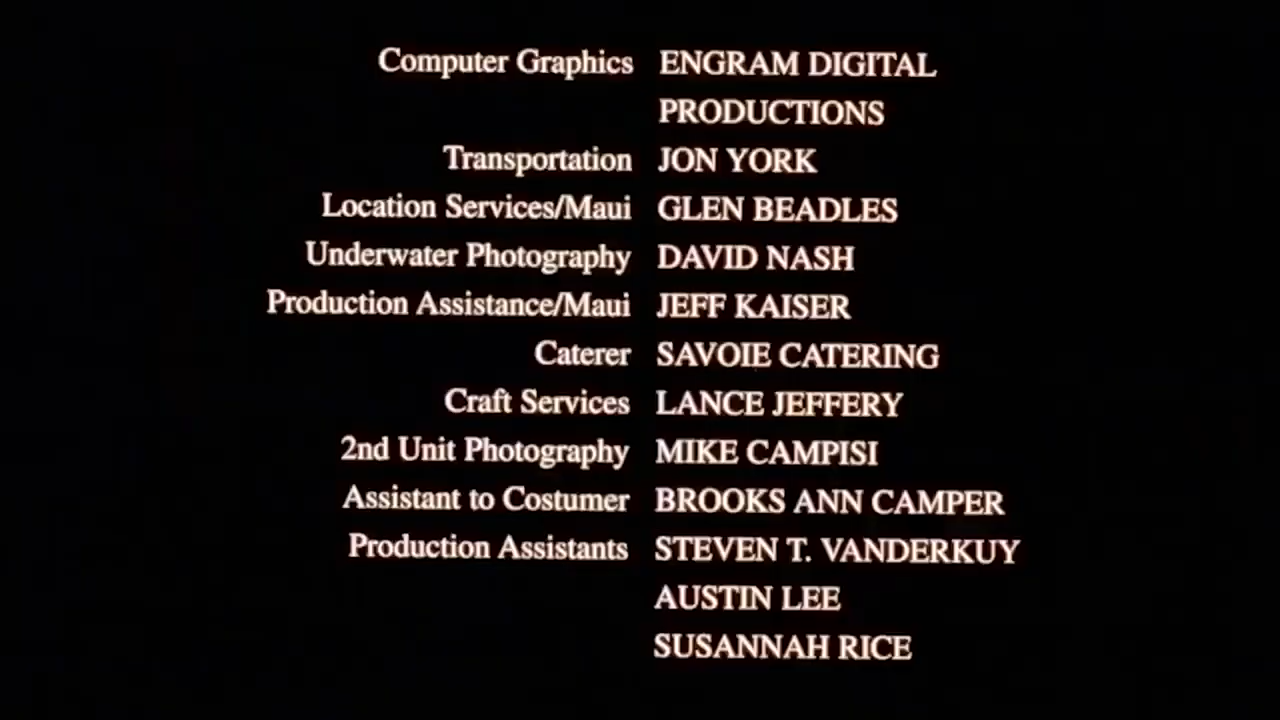 Computer Graphics ENGRAM DIGITAL
PRODUCTIONS
Transportation JON YORK
Location Services/Maui GLEN BEADLES
Underwater Photography DAVID NASH
Production Assistance/Maui JEFF KAISER
Caterer SAVOIE CATERING
Craft Services LANCE JEFFERY
2nd Unit Photography MIKE CAMPISI
Assistant to Costumer BROOKS ANN CAMPER
Production Assistants STEVEN T. VANDERKUY
AUSTIN LEE
SUSANNAH RICE